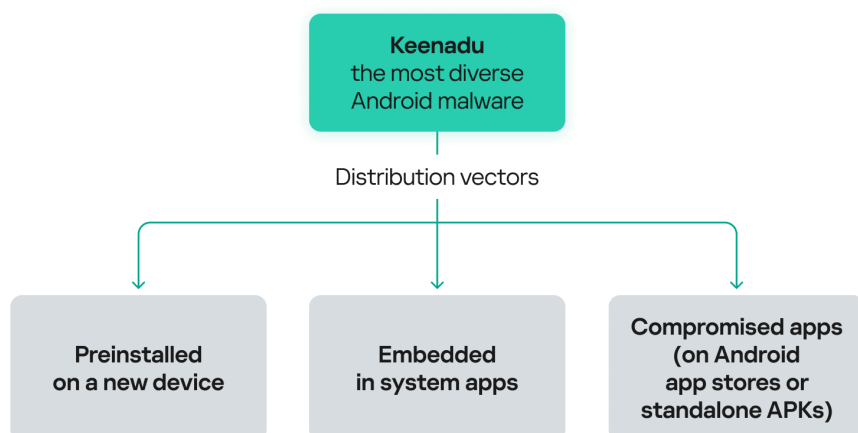 Keenadu
the most diverse
Android malware
Distribution vectors
Preinstalled
on a new device
Embedded
in system apps
Compromised apps
(on Android
app stores or
standalone APKs)